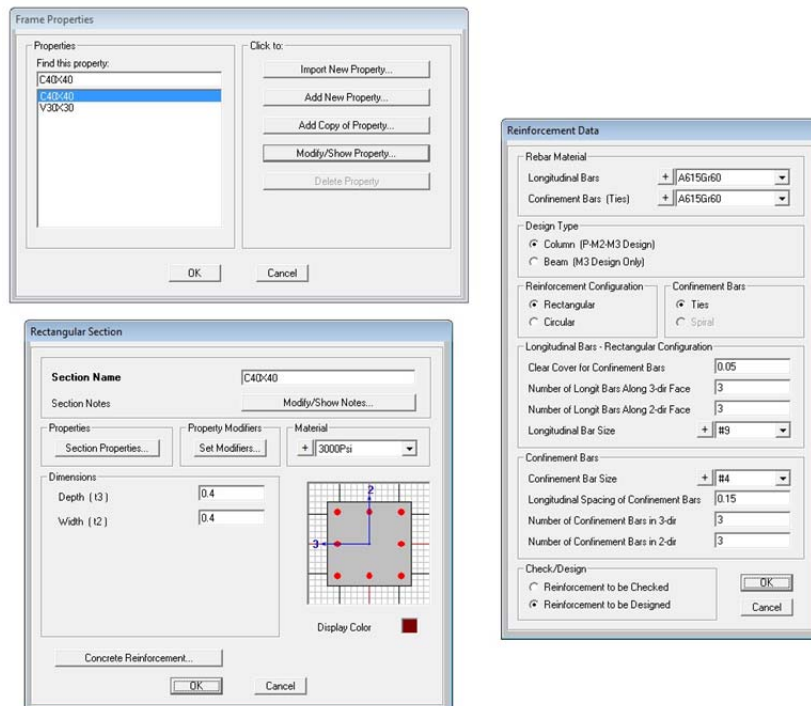 Frame Properties
Properties
Find this property:
C40X40
C40X40
V30X30
Click to:
Import New Property...
Add New Property...
Add Copy of Property...
Modify/Show Property...
Delete Property
OK
Cancel
Rectangular Section
Section Name
C40X40
Section Notes
Modify/Show Notes...
Properties
Section Properties...
Property Modifiers
Set Modifiers...
Material
+ 3000Psi
Dimensions
Depth ( t3 )
0.4
Width ( t2 )
0.4
2
3
Display Color
Concrete Reinforcement...
OK
Cancel
Reinforcement Data
Rebar Material
Longitudinal Bars
+ A615Gr60
Confinement Bars (Ties)
+ A615Gr60
Design Type
Column (P-M2-M3 Design)
Beam (M3 Design Only)
Reinforcement Configuration
Rectangular
Circular
Confinement Bars
Ties
Spiral
Longitudinal Bars - Rectangular Configuration
Clear Cover for Confinement Bars
0.05
Number of Longit Bars Along 3-dir Face
3
Number of Longit Bars Along 2-dir Face
3
Longitudinal Bar Size
+ #9
Confinement Bars
Confinement Bar Size
+ #4
Longitudinal Spacing of Confinement Bars
0.15
Number of Confinement Bars in 3-dir
3
Number of Confinement Bars in 2-dir
3
Check/Design
Reinforcement to be Checked
Reinforcement to be Designed
OK
Cancel